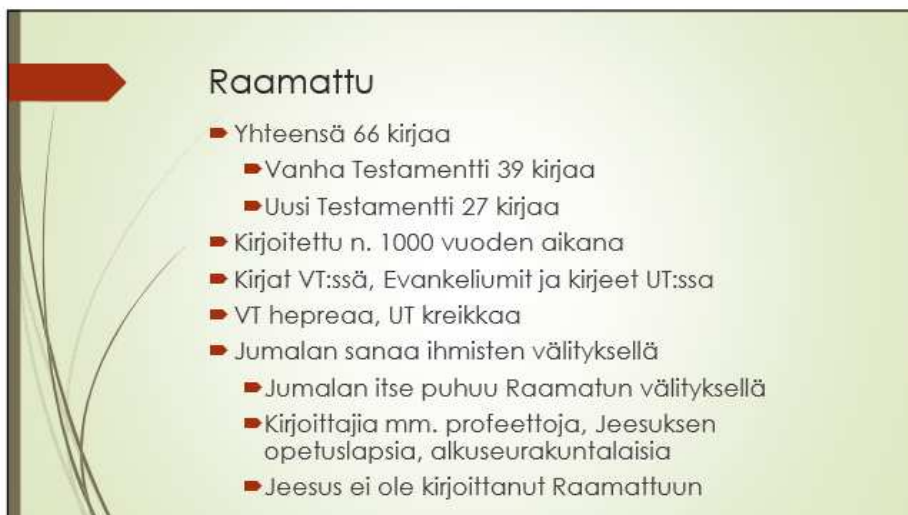 Raamattu
Yhteensä 66 kirjaa
Vanha Testamentti 39 kirjaa
Uusi Testamentti 27 kirjaa
Kirjoitettu n. 1000 vuoden aikana
Kirjat VT:ssä, Evankeliumit ja kirjeet UT:ssa
VT hepreaa, UT kreikkaa
Jumalan sanaa ihmisten välityksellä
Jumalan itse puhuu Raamatun välityksellä
Kirjoittajia mm. profeettoja, Jeesuksen
opetuslapsia, alkuseurakuntalaisia
Jeesus ei ole kirjoittanut Raamattuun